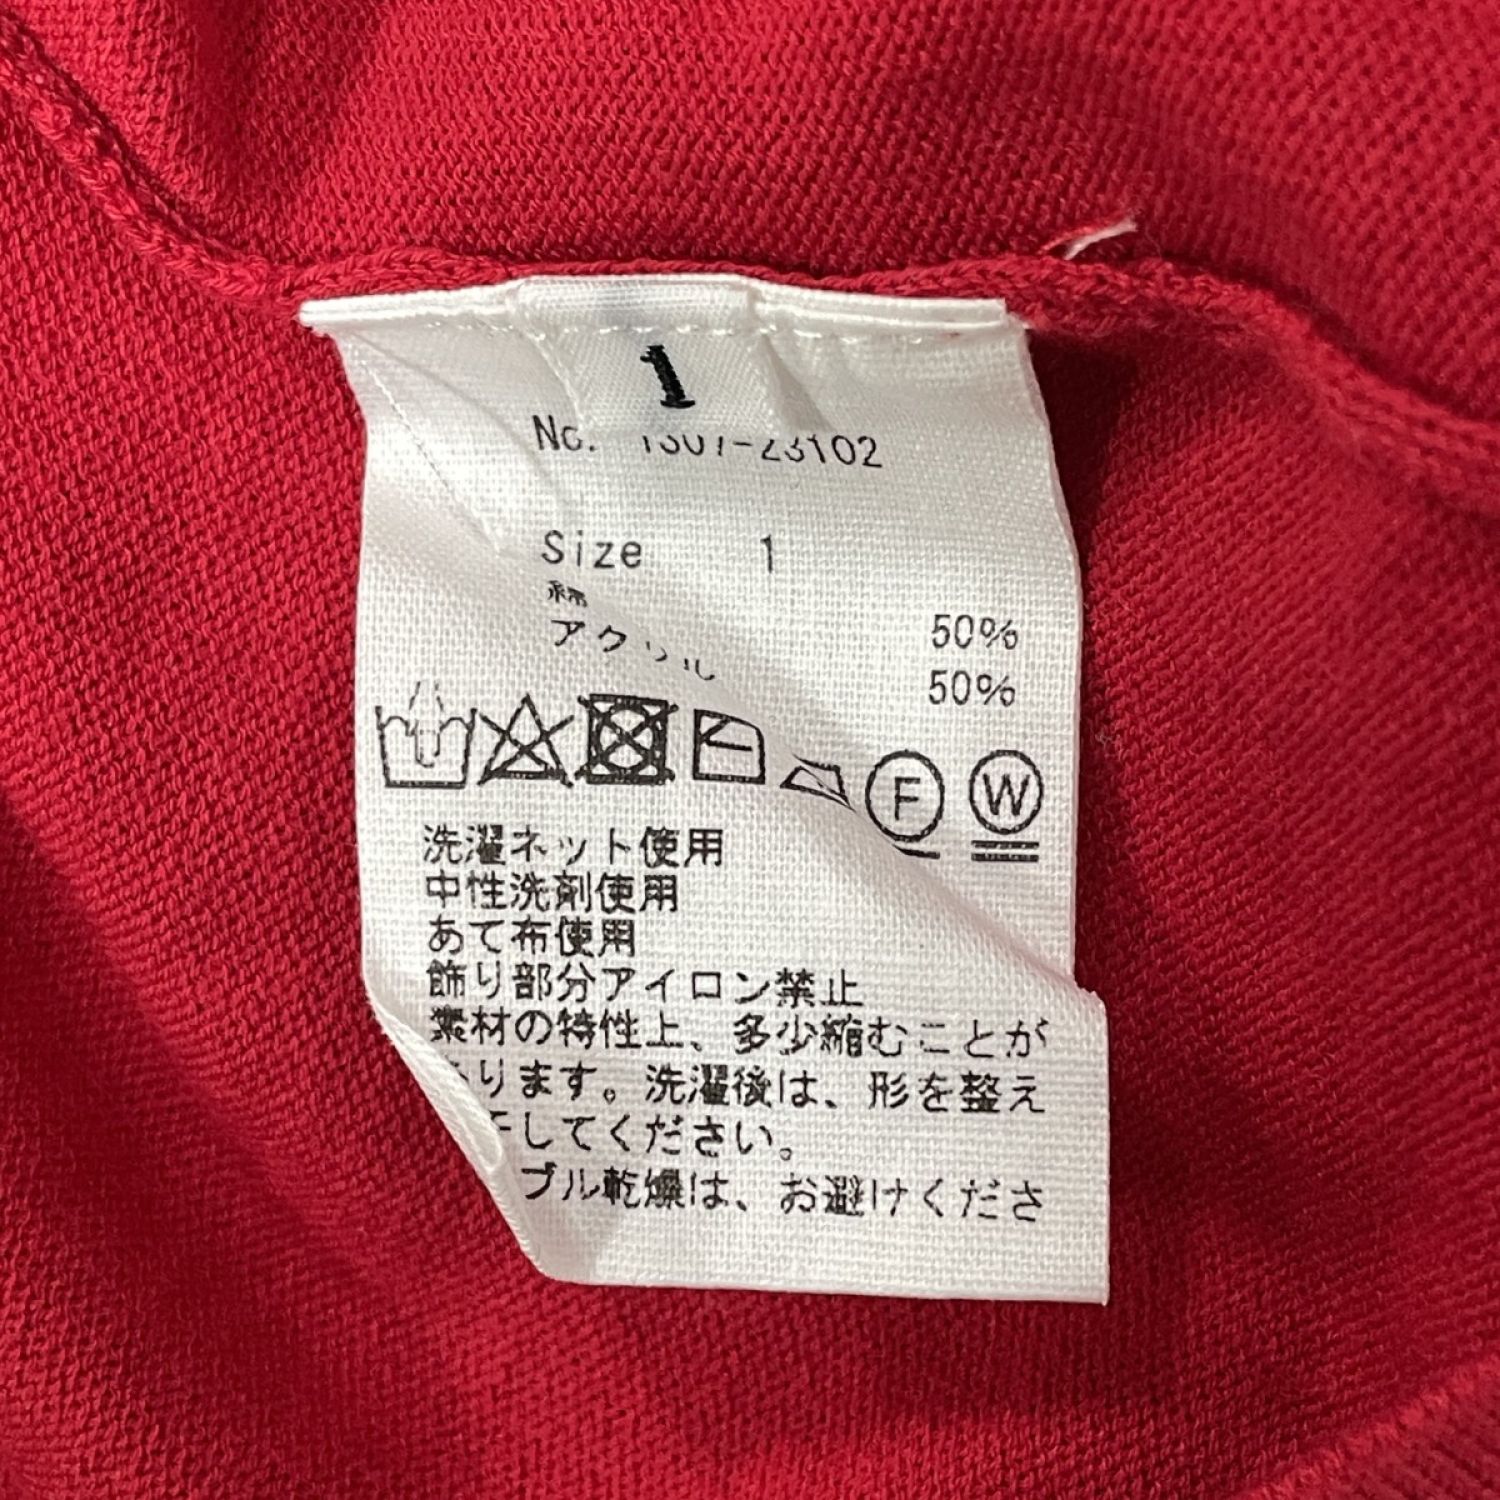 1
No. 1301-23102
Size 1
綿 50%
アクリル 50%
F W
洗濯ネット使用
中性洗剤使用
あて布使用
飾り部分アイロン禁止
素材の特性上、多少縮むことが
ります。洗濯後は、形を整え
干してください。
ブル乾燥は、お避けくださ